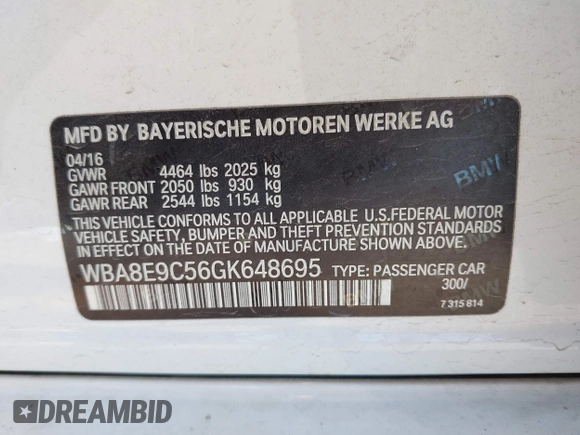 MFD BY BAYERISCHE MOTOREN WERKE AG
04/16
GVWR 4464 lbs 2025 kg
GAWR FRONT 2050 lbs 930 kg
GAWR REAR 2544 lbs 1154 kg
THIS VEHICLE CONFORMS TO ALL APPLICABLE U.S.FEDERAL MOTOR
VEHICLE SAFETY, BUMPER AND THEFT PREVENTION STANDARDS
IN EFFECT ON THE DATE OF MANUFACTURE SHOWN ABOVE.
WBA8E9C56GK648695 TYPE: PASSENGER CAR
300/
7 315 814
BMW
BMW
BMW
DREAMBID